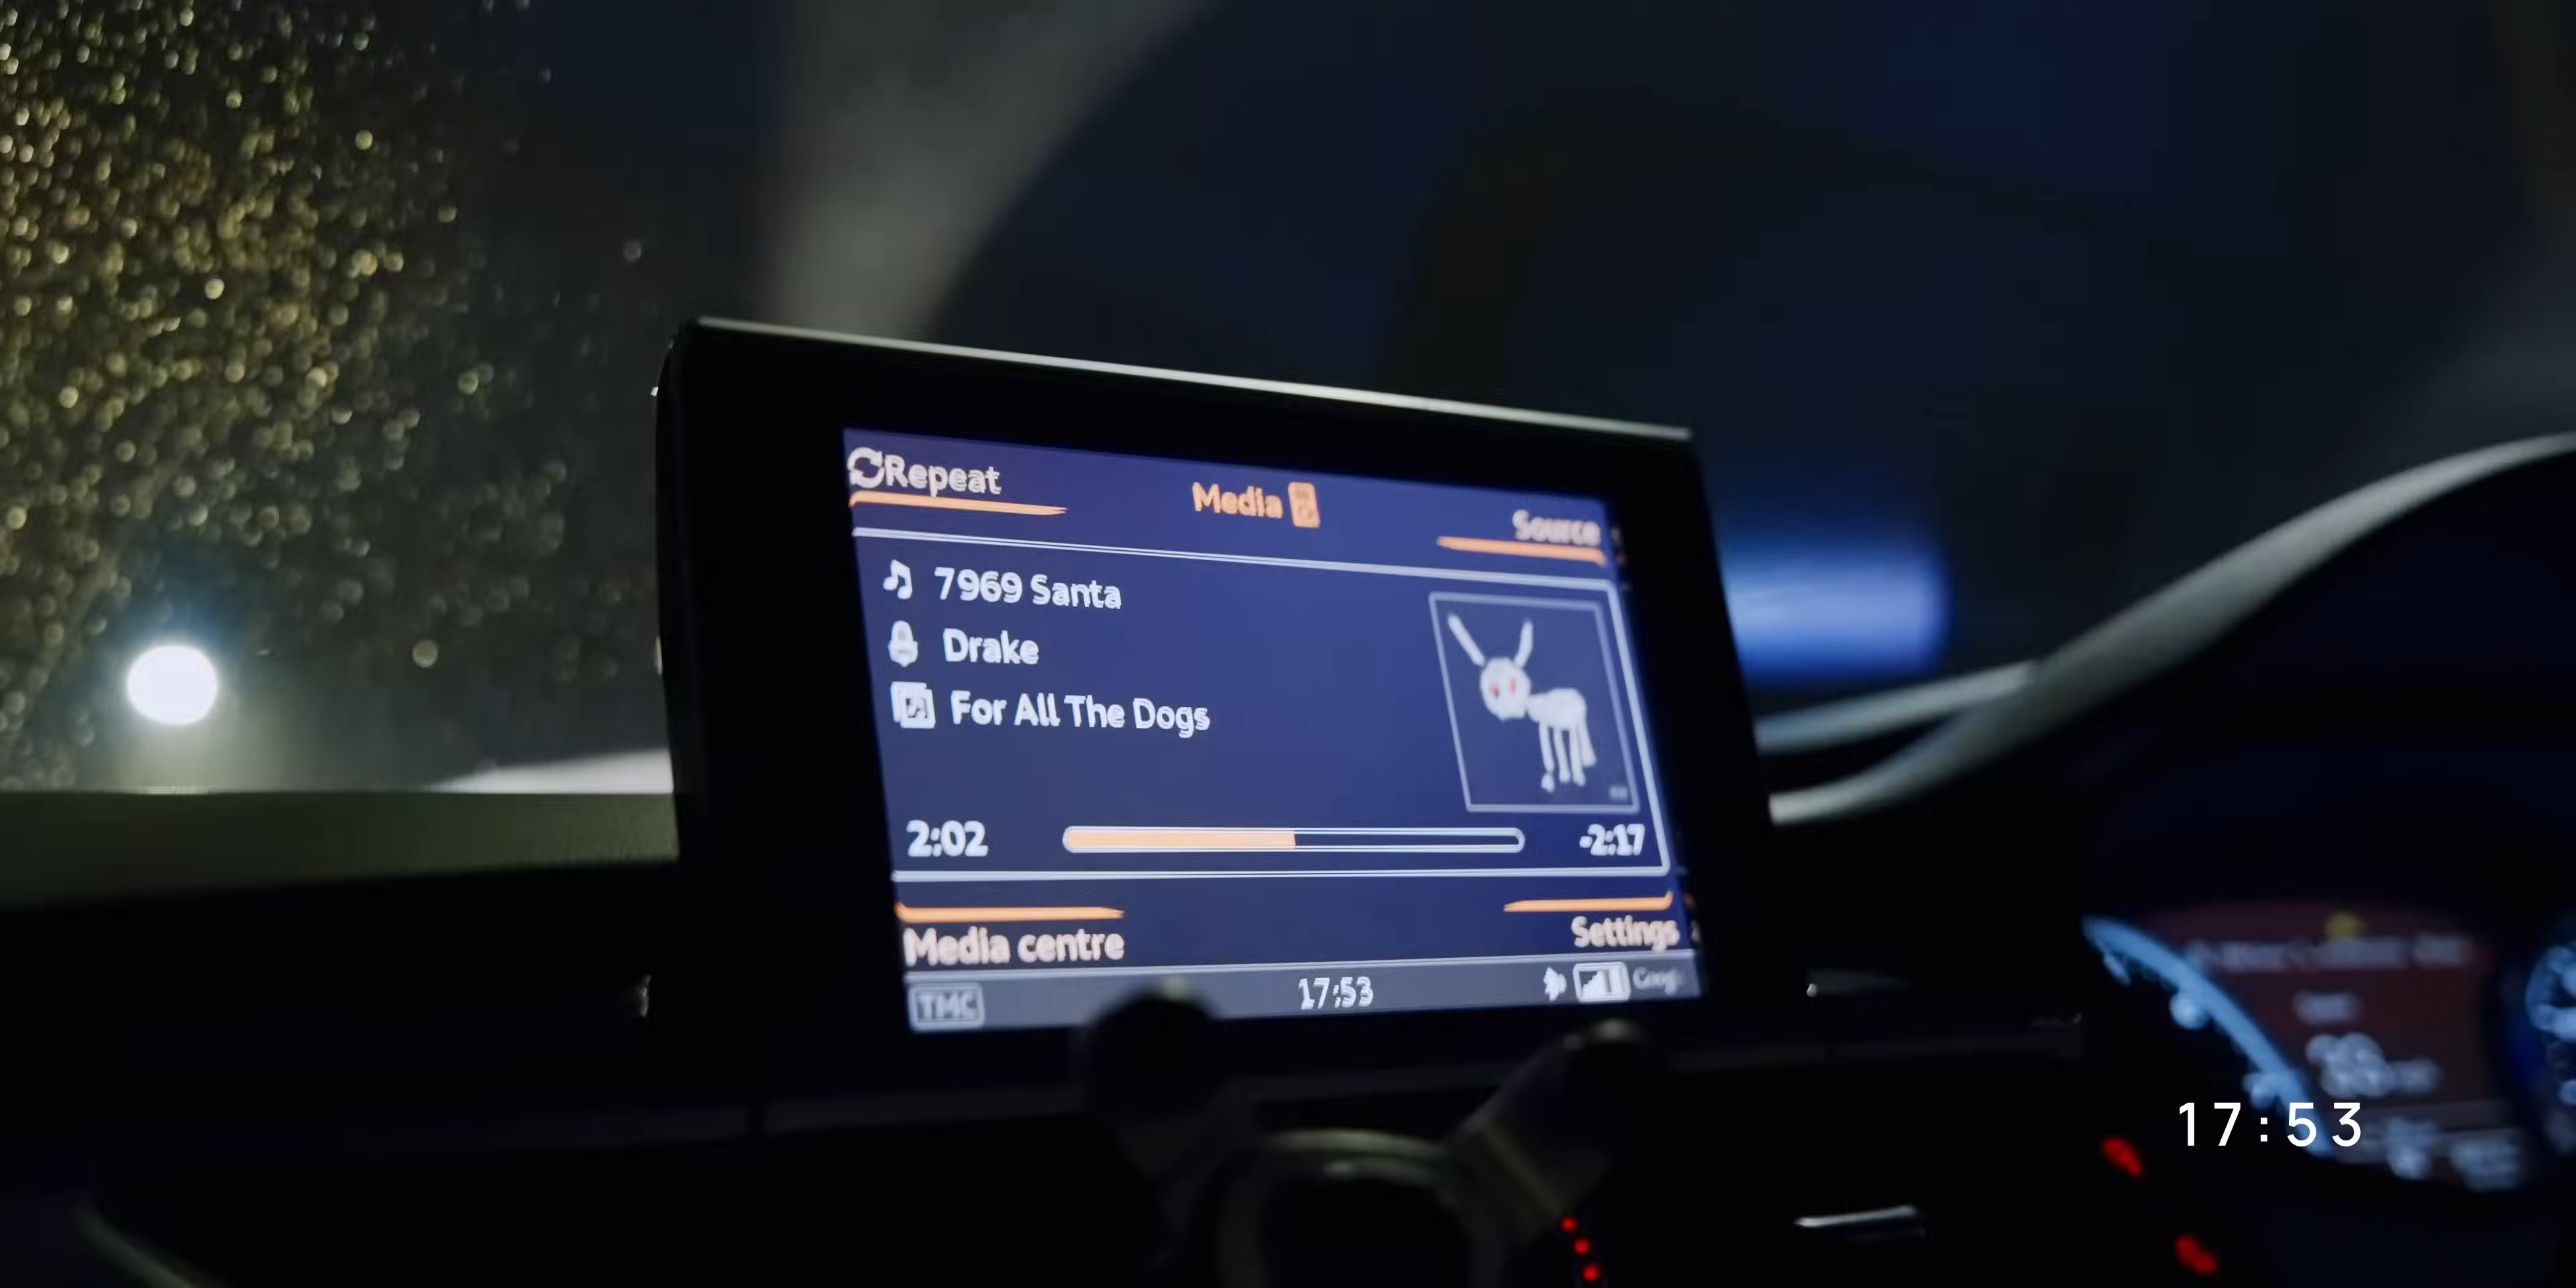 Repeat
Media
Source
7969 Santa
Drake
For All The Dogs
2:02
-2:17
Media centre
Settings
TMC
17:53
17:53